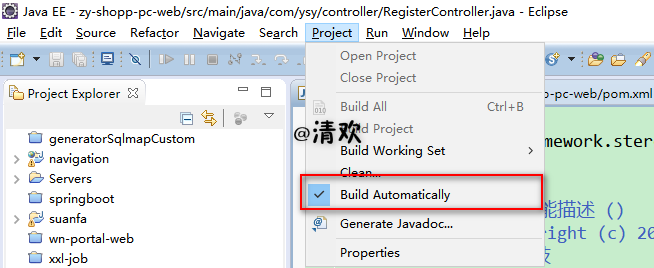 Java EE - zy-shopp-pc-web/src/main/java/com/ysy/controller/RegisterController.java - Eclipse
File Edit Source Refactor Navigate Search Project Run Window Help
Project Explorer
generatorSqlmapCustom
navigation
Servers
springboot
suanfa
wn-portal-web
xxl-job
Open Project
Close Project
Build All Ctrl+B
Build Project
Build Working Set
Clean...
Build Automatically
Generate Javadoc...
Properties
@清欢
p-pc-web/pom.xml
mework.ster
能描述 ()
right (c) 20